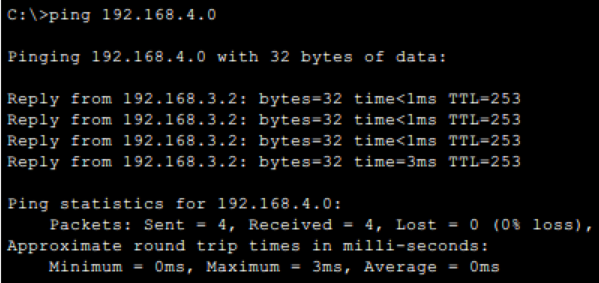 C:\>ping 192.168.4.0
Pinging 192.168.4.0 with 32 bytes of data:
Reply from 192.168.3.2: bytes=32 time<1ms TTL=253
Reply from 192.168.3.2: bytes=32 time<1ms TTL=253
Reply from 192.168.3.2: bytes=32 time<1ms TTL=253
Reply from 192.168.3.2: bytes=32 time=3ms TTL=253
Ping statistics for 192.168.4.0:
    Packets: Sent = 4, Received = 4, Lost = 0 (0% loss),
Approximate round trip times in milli-seconds:
    Minimum = 0ms, Maximum = 3ms, Average = 0ms